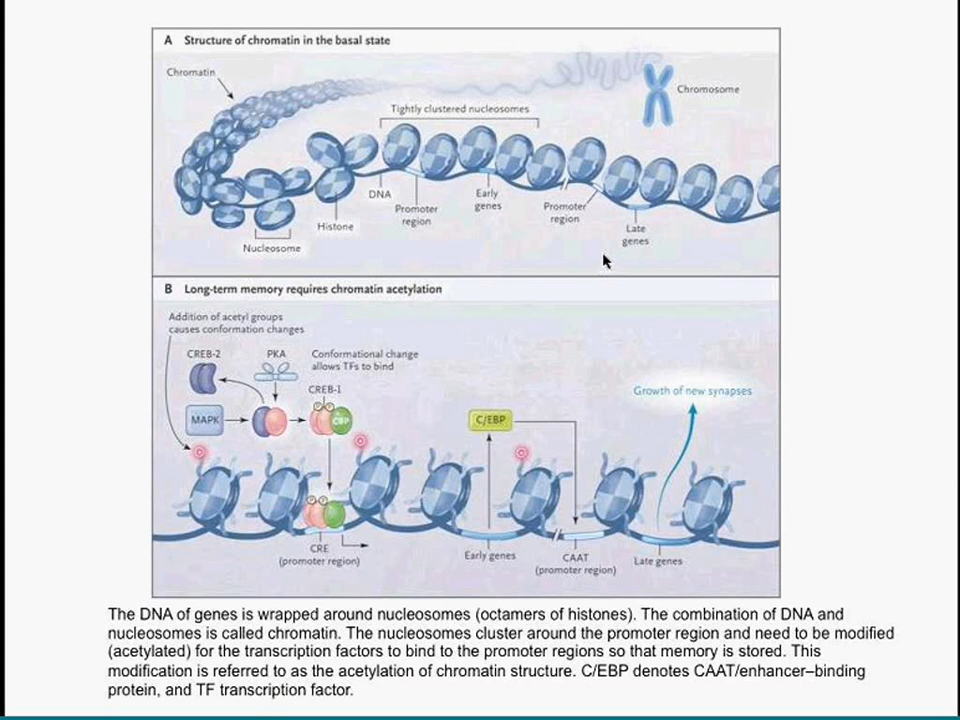 A Structure of chromatin in the basal state
Chromatin
Chromosome
Tightly clustered nucleosomes
DNA
Promoter
region
Early
genes
Promoter
region
Late
genes
Histone
Nucleosome
B Long-term memory requires chromatin acetylation
Addition of acetyl groups
causes conformation changes
CREB-2
PKA
Conformational change
allows TFs to bind
CREB-1
P P
MAPK
CBP
C/EBP
Growth of new synapses
P P
CRE
(promoter region)
Early genes
CAAT
(promoter region)
Late genes
The DNA of genes is wrapped around nucleosomes (octamers of histones). The combination of DNA and
nucleosomes is called chromatin. The nucleosomes cluster around the promoter region and need to be modified
(acetylated) for the transcription factors to bind to the promoter regions so that memory is stored. This
modification is referred to as the acetylation of chromatin structure. C/EBP denotes CAAT/enhancer–binding
protein, and TF transcription factor.